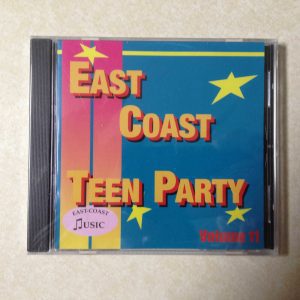 EAST
COAST
TEEN PARTY
EAST-COAST
MUSIC
Volume 11